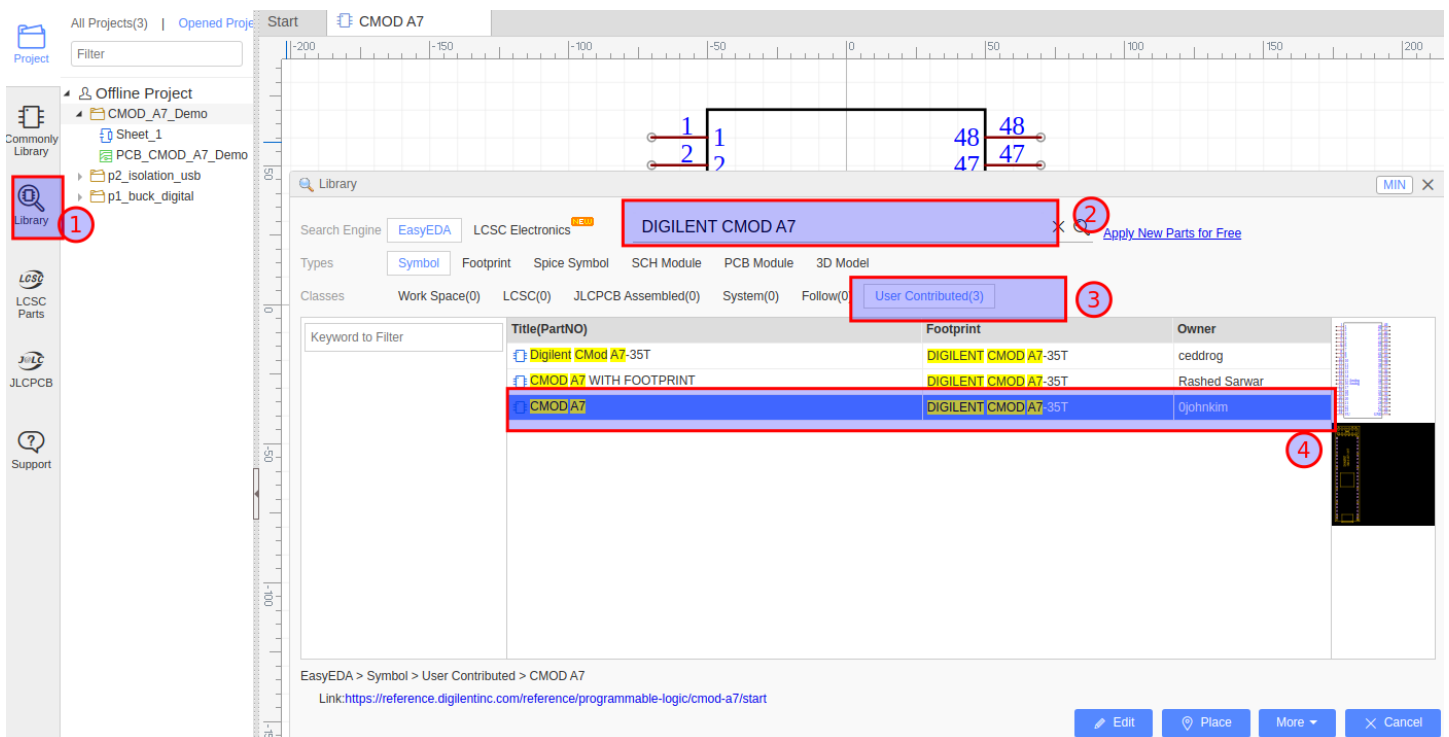 All Projects(3) | Opened Proje
Start
CMOD A7
Project
Filter
-200 -150 -100 -50 0 50 100 150 200
Offline Project
CMOD_A7_Demo
Sheet_1
PCB_CMOD_A7_Demo
p2_isolation_usb
p1_buck_digital
Commonly
Library
Library
1
LCSC
LCSC
Parts
JLCPCB
Support
50
0
-50
-100
1 1 48 48
2 2 47 47
Library
MIN
Search Engine EasyEDA LCSC Electronics NEW DIGILENT CMOD A7 2 Apply New Parts for Free
Types Symbol Footprint Spice Symbol SCH Module PCB Module 3D Model
Classes Work Space(0) LCSC(0) JLCPCB Assembled(0) System(0) Follow(0) User Contributed(3) 3
Keyword to Filter
Title(PartNO) Footprint Owner
Digilent CMod A7-35T DIGILENT CMOD A7-35T ceddrog
CMOD A7 WITH FOOTPRINT DIGILENT CMOD A7-35T Rashed Sarwar
CMOD A7 DIGILENT CMOD A7-35T 0johnkim
4
EasyEDA > Symbol > User Contributed > CMOD A7
Link:https://reference.digilentinc.com/reference/programmable-logic/cmod-a7/start
Edit Place More Cancel